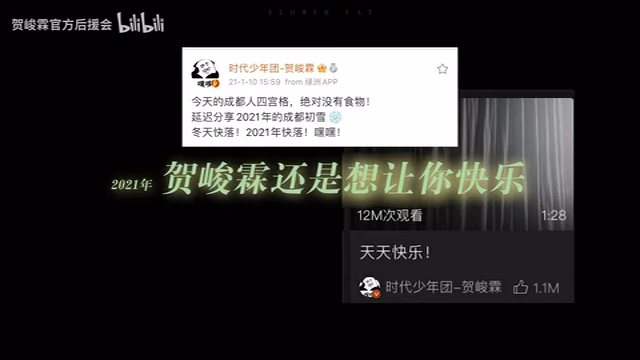 FLOWER PAT
贺峻霖官方后援会 bilibili
时代少年团-贺峻霖
21-1-10 15:59 from 绿洲APP
今天的成都人四宫格，绝对没有食物！
延迟分享2021年的成都初雪
冬天快落！2021年快落！嘿嘿！
2021年 贺峻霖还是想让你快乐
12M次观看 1:28
天天快乐！
时代少年团-贺峻霖 1.1M